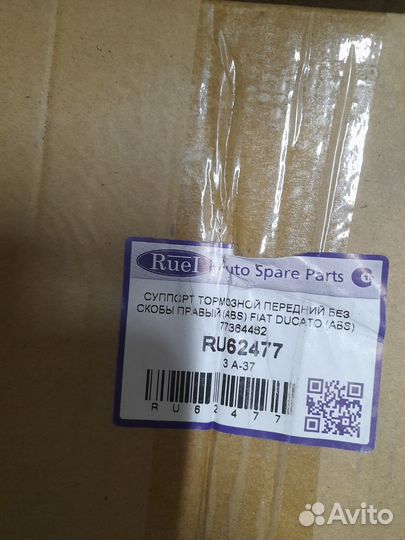 Ruei Auto Spare Parts
СУППОРТ ТОРМОЗНОЙ ПЕРЕДНИЙ БЕЗ
СКОБЫ ПРАВЫЙ (ABS) FIAT DUCATO (ABS)
77364482
RU62477
3 A-37
RU62477
Avito